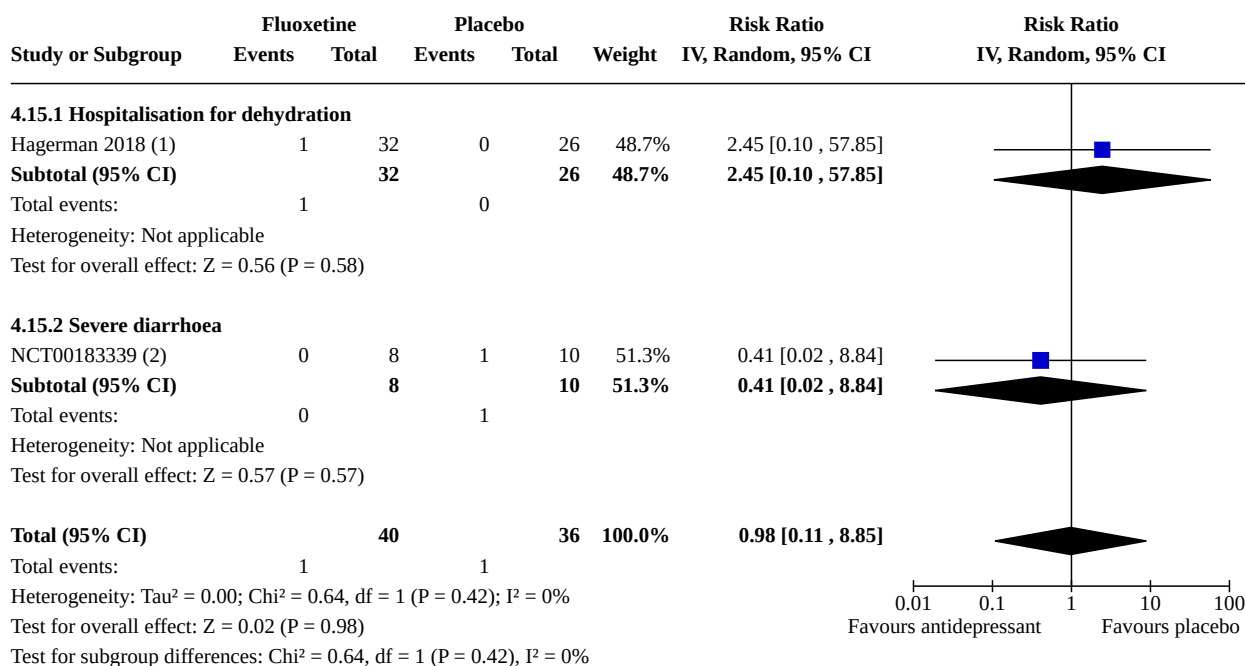 Fluoxetine Placebo Risk Ratio Risk Ratio
Study or Subgroup Events Total Events Total Weight IV, Random, 95% CI IV, Random, 95% CI
4.15.1 Hospitalisation for dehydration
Hagerman 2018 (1) 1 32 0 26 48.7% 2.45 [0.10 , 57.85]
Subtotal (95% CI) 32 26 48.7% 2.45 [0.10 , 57.85]
Total events: 1 0
Heterogeneity: Not applicable
Test for overall effect: Z = 0.56 (P = 0.58)
4.15.2 Severe diarrhoea
NCT00183339 (2) 0 8 1 10 51.3% 0.41 [0.02 , 8.84]
Subtotal (95% CI) 8 10 51.3% 0.41 [0.02 , 8.84]
Total events: 0 1
Heterogeneity: Not applicable
Test for overall effect: Z = 0.57 (P = 0.57)
Total (95% CI) 40 36 100.0% 0.98 [0.11 , 8.85]
Total events: 1 1
Heterogeneity: Tau² = 0.00; Chi² = 0.64, df = 1 (P = 0.42); I² = 0%
0.01 0.1 1 10 100
Test for overall effect: Z = 0.02 (P = 0.98) Favours antidepressant Favours placebo
Test for subgroup differences: Chi² = 0.64, df = 1 (P = 0.42), I² = 0%